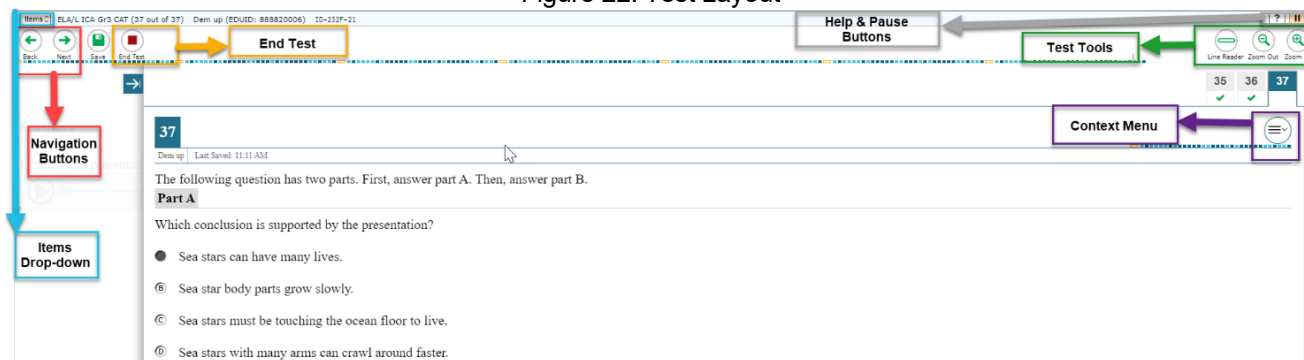 Figure 22: Test Layout
Items ELA/L ICA Gr3 CAT (37 out of 37) Dem up (EDUID: 888820006) ID-232F-21
Help & Pause
Buttons
?
End Test
Test Tools
Back Next Save End Test
Line Reader Zoom Out Zoom
35 36 37
Navigation
Buttons
37
Context Menu
Dem up Last Saved: 11:11 AM
The following question has two parts. First, answer part A. Then, answer part B.
Part A
Which conclusion is supported by the presentation?
Items
Drop-down
Sea stars can have many lives.
B Sea star body parts grow slowly.
C Sea stars must be touching the ocean floor to live.
D Sea stars with many arms can crawl around faster.